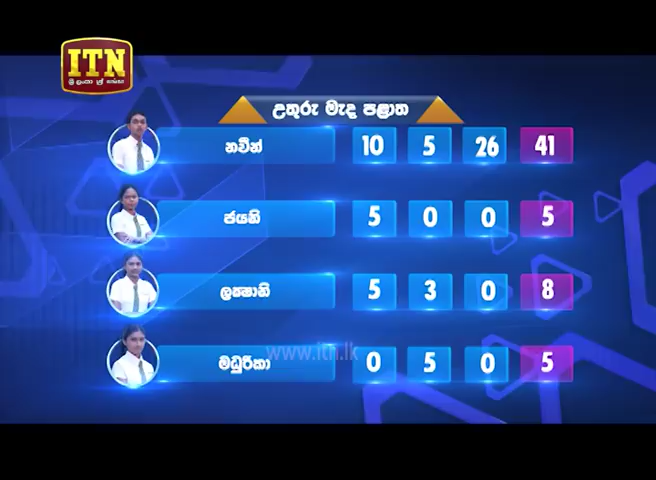 ITN
උතුරු මැද පළාත
නවීන් 10 5 26 41
ජයනි 5 0 0 5
ලක්‍ෂානි 5 3 0 8
www.itn.lk
මධුරිකා 0 5 0 5